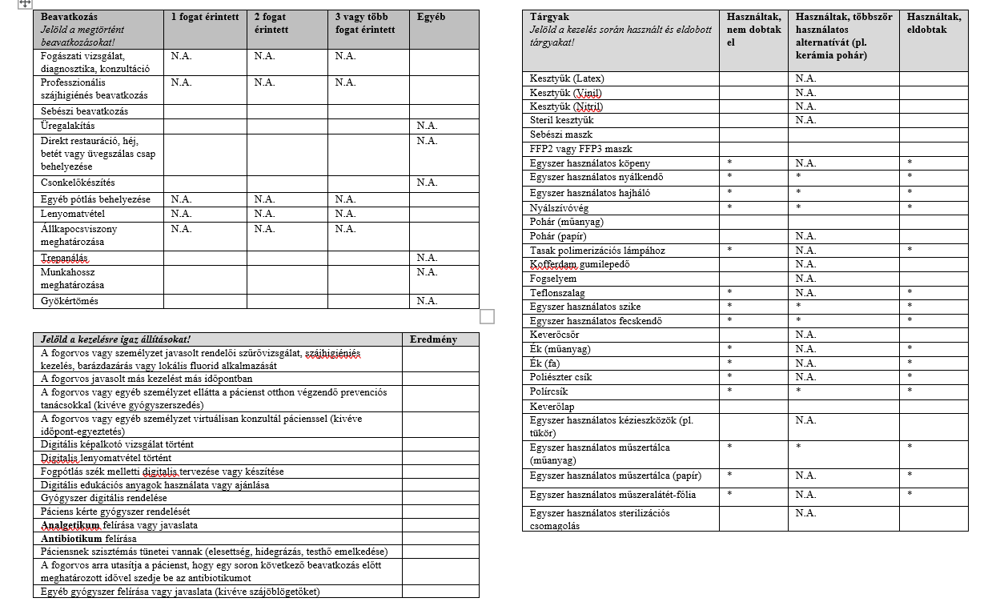 Beavatkozás 1 fogat érintett 2 fogat 3 vagy több Egyéb
Jelöld a megtörtént érintett fogat érintett
beavatkozásokat!
Fogászati vizsgálat, N.A. N.A. N.A.
diagnosztika, konzultáció
Professzionális N.A. N.A. N.A.
szájhigiénés beavatkozás
Sebészi beavatkozás
Üregalakítás N.A.
Direkt restauráció, héj, N.A.
betét vagy üvegszálas csap
behelyezése
Csonkelőkészítés N.A.
Egyéb pótlás behelyezése N.A. N.A. N.A.
Lenyomatvétel N.A. N.A. N.A.
Állkapocsviszony N.A. N.A. N.A.
meghatározása
Trepanálás N.A.
Munkahossz N.A.
meghatározása
Gyökértömés N.A.
Jelöld a kezelésre igaz állításokat! Eredmény
A fogorvos vagy személyzet javasolt rendelői szűrővizsgálat, szájhigiéniés
kezelés, barázdazárás vagy lokális fluorid alkalmazását
A fogorvos javasolt más kezelést más időpontban
A fogorvos vagy egyéb személyzet ellátta a pácienst otthon végzendő prevenciós
tanácsokkal (kivéve gyógyszerszedés)
A fogorvos vagy egyéb személyzet virtuálisan konzultál pácienssel (kivéve
időpont-egyeztetés)
Digitális képalkotó vizsgálat történt
Digitalis lenyomatvétel történt
Fogpótlás szék melletti digitalis tervezése vagy készítése
Digitális edukációs anyagok használata vagy ajánlása
Gyógyszer digitális rendelése
Páciens kérte gyógyszer rendelését
Analgetikum felírása vagy javaslata
Antibiotikum felírása
Páciensnek szisztémás tünetei vannak (elesettség, hidegrázás, testhő emelkedése)
A fogorvos arra utasítja a pácienst, hogy egy soron következő beavatkozás előtt
meghatározott idővel szedje be az antibiotikumot
Egyéb gyógyszer felírása vagy javaslata (kivéve szájöblögetőket)
Tárgyak Használtak, Használtak, többször Használtak,
Jelöld a kezelés során használt és eldobott nem dobtak használatos eldobtak
tárgyakat! el alternatívát (pl.
kerámia pohár)
Kesztyűk (Latex) N.A.
Kesztyűk (Vinil) N.A.
Kesztyűk (Nitril) N.A.
Steril kesztyűk N.A.
Sebészi maszk
FFP2 vagy FFP3 maszk
Egyszer használatos köpeny * N.A. *
Egyszer használatos nyálkendő * * *
Egyszer használatos hajháló * * *
Nyálszívóvég * * *
Pohár (műanyag)
Pohár (papír) N.A.
Tasak polimerizációs lámpához * N.A. *
Kofferdam gumilepedő N.A.
Fogselyem N.A.
Teflonszalag * N.A. *
Egyszer használatos szike * * *
Egyszer használatos fecskendő * * *
Keverőcsőr N.A.
Ék (műanyag) * N.A. *
Ék (fa) * N.A. *
Poliészter csík * N.A. *
Polírcsík * * *
Keverőlap
Egyszer használatos kézieszközök (pl. N.A.
tükör)
Egyszer használatos műszertálca * * *
(műanyag)
Egyszer használatos műszertálca (papír) * N.A. *
Egyszer használatos műszeralátét-fólia * N.A. *
Egyszer használatos sterilizációs N.A.
csomagolás